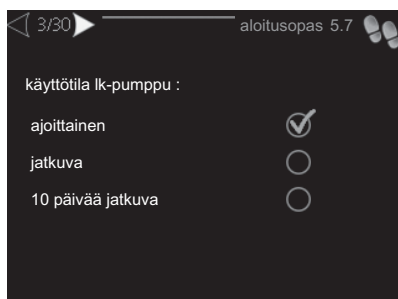 3/30 aloitusopas 5.7
käyttötila lk-pumppu :
ajoittainen
jatkuva
10 päivää jatkuva